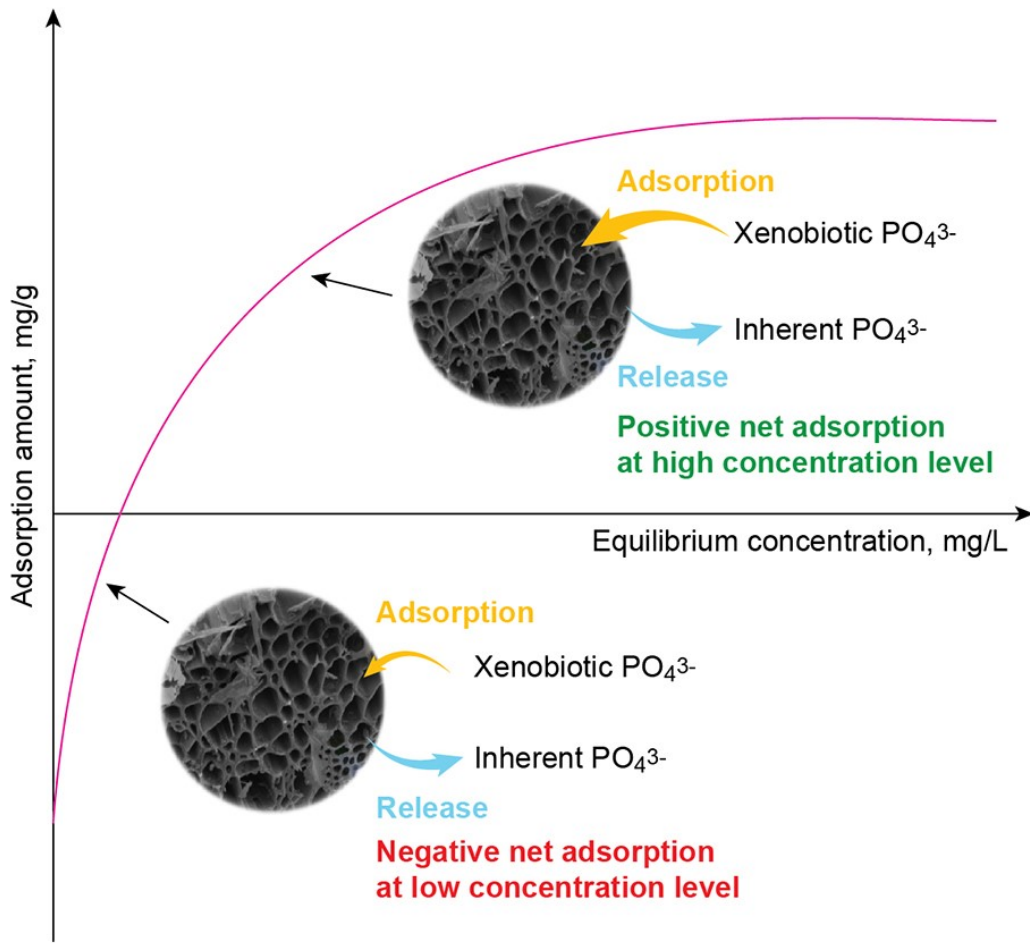 Adsorption amount, mg/g
Adsorption
Xenobiotic PO₄³⁻
Inherent PO₄³⁻
Release
Positive net adsorption
at high concentration level
Equilibrium concentration, mg/L
Adsorption
Xenobiotic PO₄³⁻
Inherent PO₄³⁻
Release
Negative net adsorption
at low concentration level